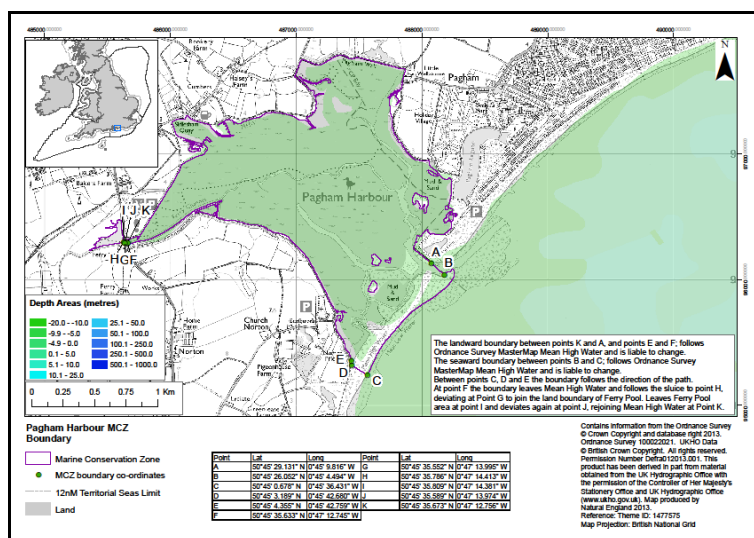 485000 486000 487000 488000 489000 490000
N
Pagham
Pagham Harbour
I J K
HGF
A
B
Mud & Sand
Mud & Sand
Church Norton
Norton
E
D
C
97000
96000
95000
Depth Areas (metres)
-20.0 - -10.0 25.1 - 50.0
-9.9 - -5.0 50.1 - 100.0
-4.9 - 0.0 100.1 - 250.0
0.1 - 5.0 250.1 - 500.0
5.1 - 10.0 500.1 - 1000.0
10.1 - 25.0
0 0.2 0.4 0.6 0.8 1 Km
The landward boundary between points K and A, and points E and F; follows
Ordnance Survey MasterMap Mean High Water and is liable to change.
The seaward boundary between points B and C; follows Ordnance Survey
MasterMap Mean High Water and is liable to change.
Between points C, D and E the boundary follows the direction of the path.
At point F the boundary leaves Mean High Water and follows the sluice to point H,
deviating at Point G to join the land boundary of Ferry Pool. Leaves Ferry Pool
area at point I and deviates again at point J, rejoining Mean High Water at Point K.
Pagham Harbour MCZ
Boundary
Marine Conservation Zone
MCZ boundary co-ordinates
12nM Territorial Seas Limit
Land
Point Lat Long Point Lat Long
A 50°45' 29.131" N 0°45' 9.816" W G 50°45' 35.552" N 0°47' 13.995" W
B 50°45' 26.052" N 0°45' 4.494" W H 50°45' 35.786" N 0°47' 14.413" W
C 50°45' 0.678" N 0°45' 36.431" W I 50°45' 35.809" N 0°47' 14.381" W
D 50°45' 3.189" N 0°45' 42.680" W J 50°45' 35.589" N 0°47' 13.974" W
E 50°45' 4.355" N 0°45' 42.759" W K 50°45' 35.673" N 0°47' 12.756" W
F 50°45' 35.633" N 0°47' 12.745" W
Contains information from the Ordnance Survey
© Crown Copyright and database right 2013.
Ordnance Survey 100022021. UKHO Data
© British Crown Copyright. All rights reserved.
Permission Number Defra012013.001. This
product has been derived in part from material
obtained from the UK Hydrographic Office with
the permission of the Controller of Her Majesty's
Stationery Office and UK Hydrographic Office
(www.ukho.gov.uk). Map produced by
Natural England 2013.
Reference: Theme ID: 1477575
Map Projection: British National Grid